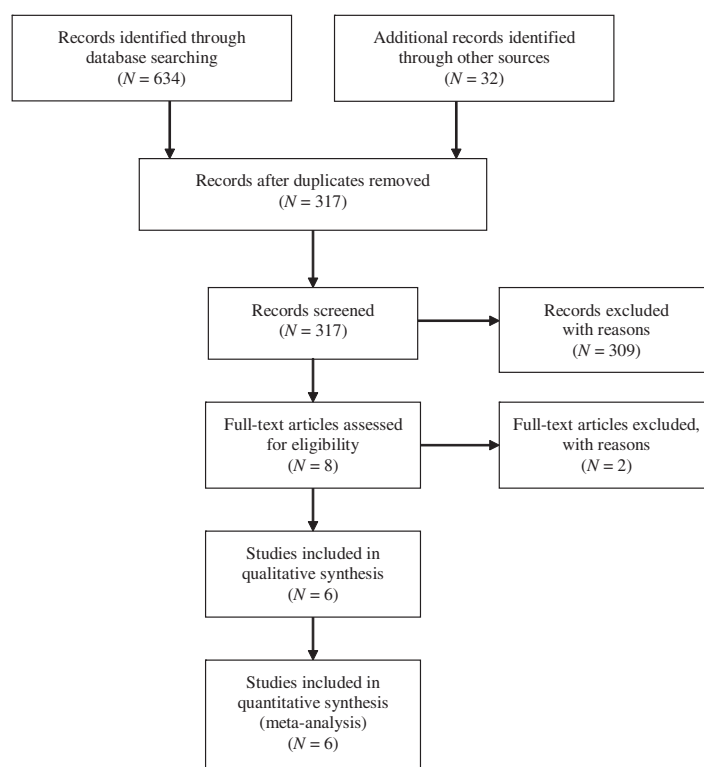 Records identified through
database searching
(N = 634)
Additional records identified
through other sources
(N = 32)
Records after duplicates removed
(N = 317)
Records screened
(N = 317)
Records excluded
with reasons
(N = 309)
Full-text articles assessed
for eligibility
(N = 8)
Full-text articles excluded,
with reasons
(N = 2)
Studies included in
qualitative synthesis
(N = 6)
Studies included in
quantitative synthesis
(meta-analysis)
(N = 6)